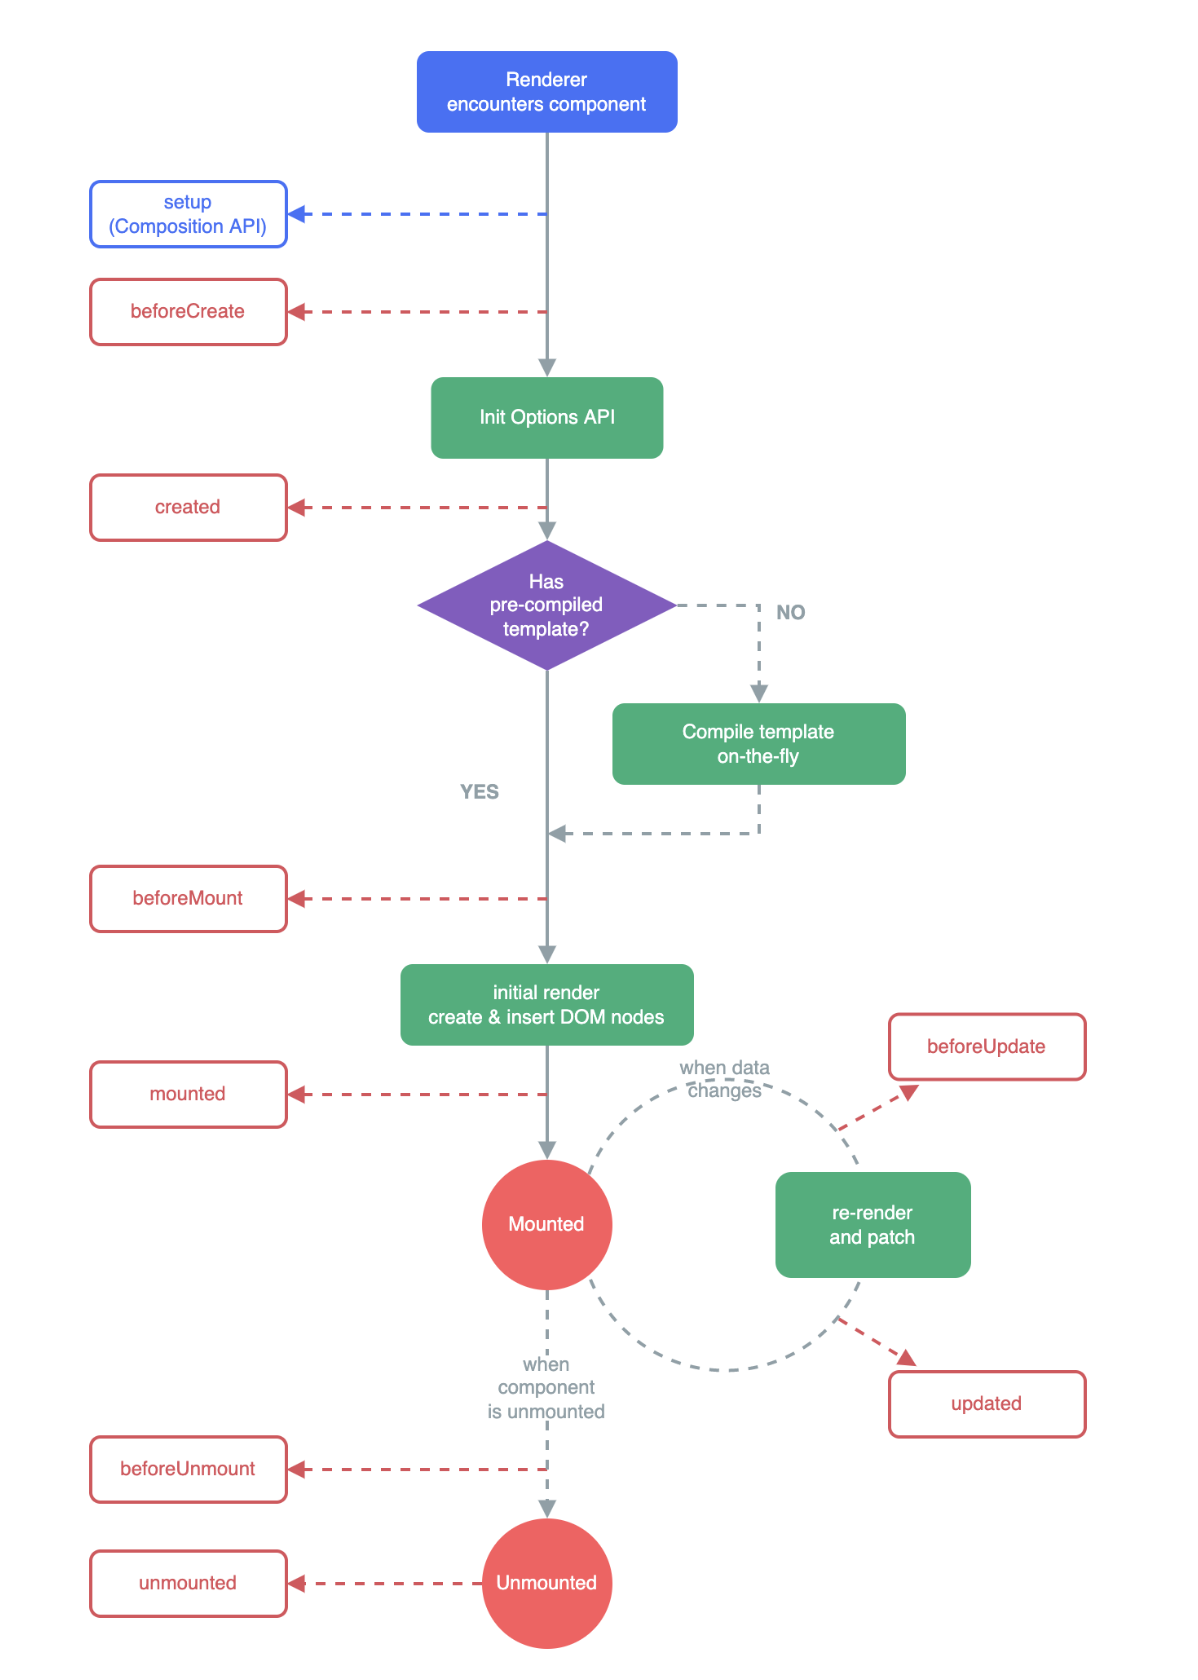 Renderer
encounters component
setup
(Composition API)
beforeCreate
Init Options API
created
Has
pre-compiled
template?
NO
Compile template
on-the-fly
YES
beforeMount
initial render
create & insert DOM nodes
beforeUpdate
when data
changes
mounted
re-render
and patch
Mounted
when
component
is unmounted
updated
beforeUnmount
unmounted
Unmounted